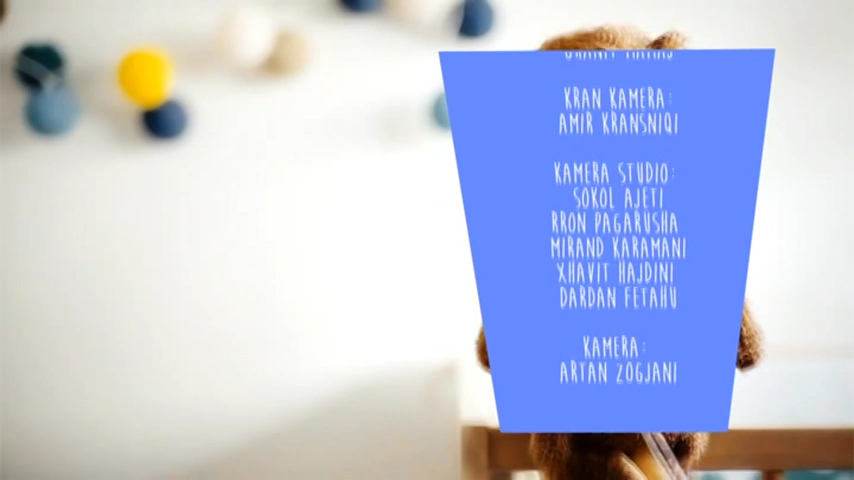 KRAN KAMERA:
AMIR KRANSNIQI
KAMERA STUDIO:
SOKOL AJETI
RRON PAGARUSHA
MIRAND KARAMANI
XHAVIT HAJDINI
DARDAN FETAHU
KAMERA:
ARTAN ZOGJANI